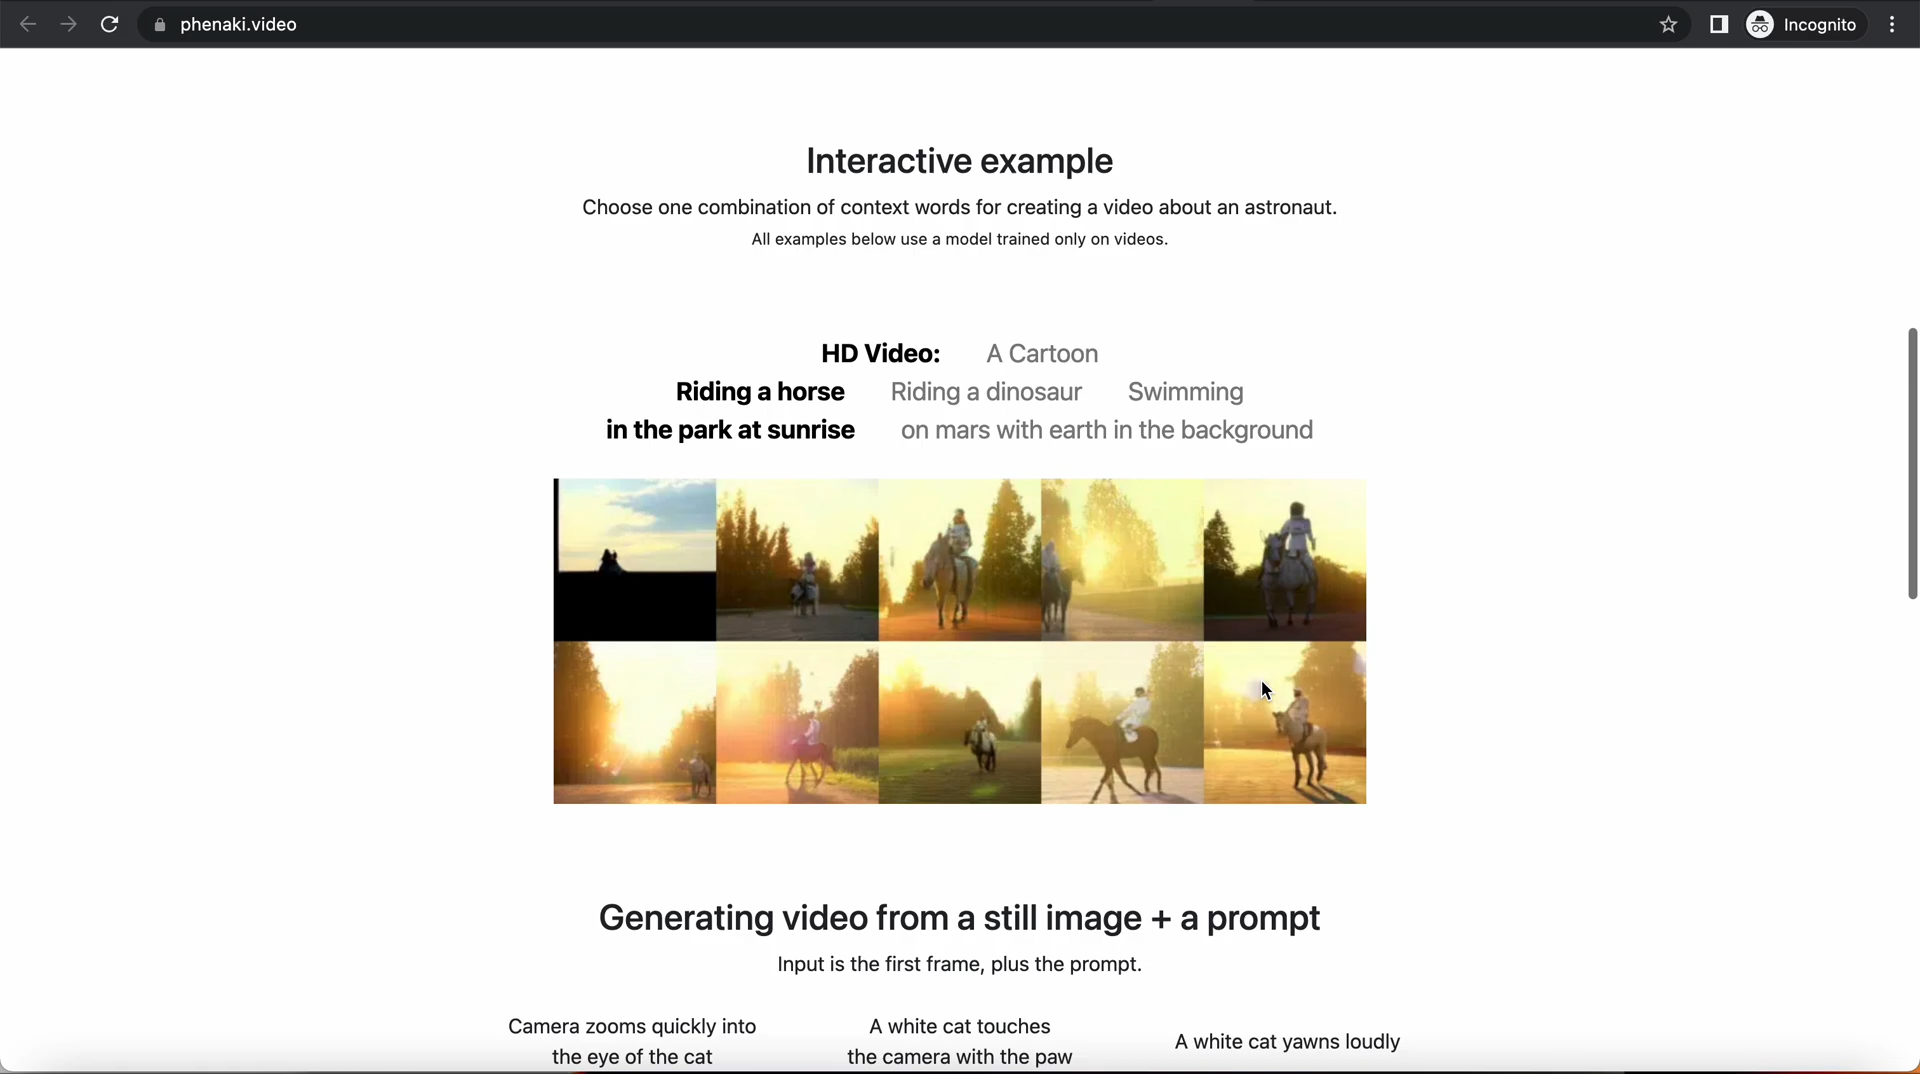 phenaki.video
Incognito
Interactive example
Choose one combination of context words for creating a video about an astronaut.
All examples below use a model trained only on videos.
HD Video: A Cartoon
Riding a horse Riding a dinosaur Swimming
in the park at sunrise on mars with earth in the background
Generating video from a still image + a prompt
Input is the first frame, plus the prompt.
Camera zooms quickly into
the eye of the cat
A white cat touches
the camera with the paw
A white cat yawns loudly